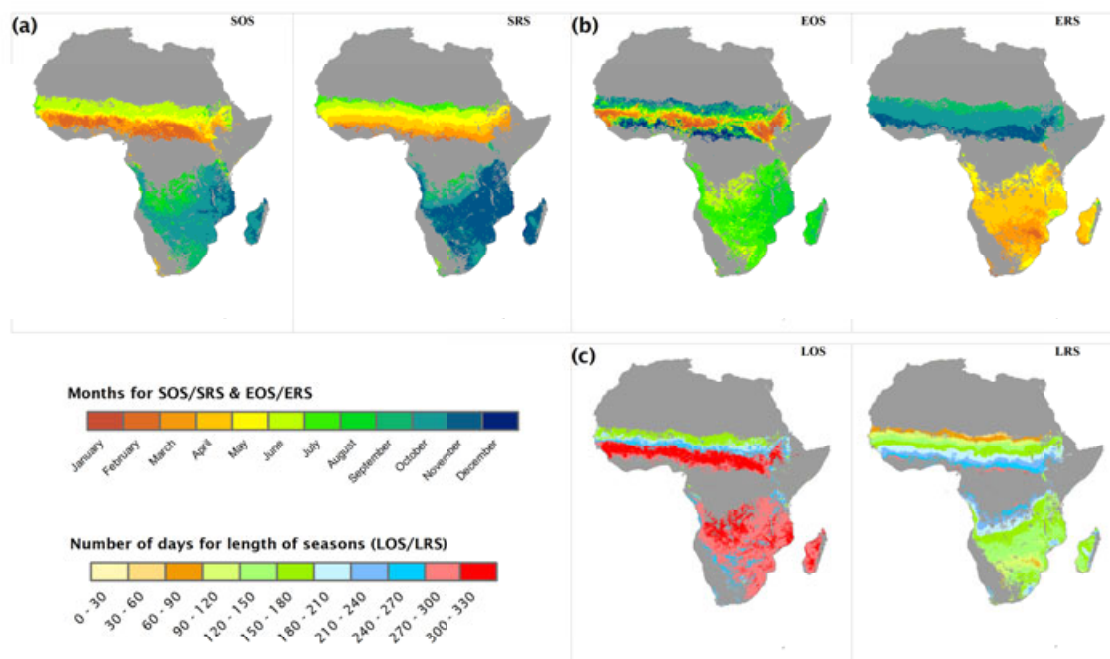 (a) SOS SRS (b) EOS ERS
(c) LOS LRS
Months for SOS/SRS & EOS/ERS
January February March April May June July August September October November December
Number of days for length of seasons (LOS/LRS)
0 - 30 30 - 60 60 - 90 90 - 120 120 - 150 150 - 180 180 - 210 210 - 240 240 - 270 270 - 300 300 - 330